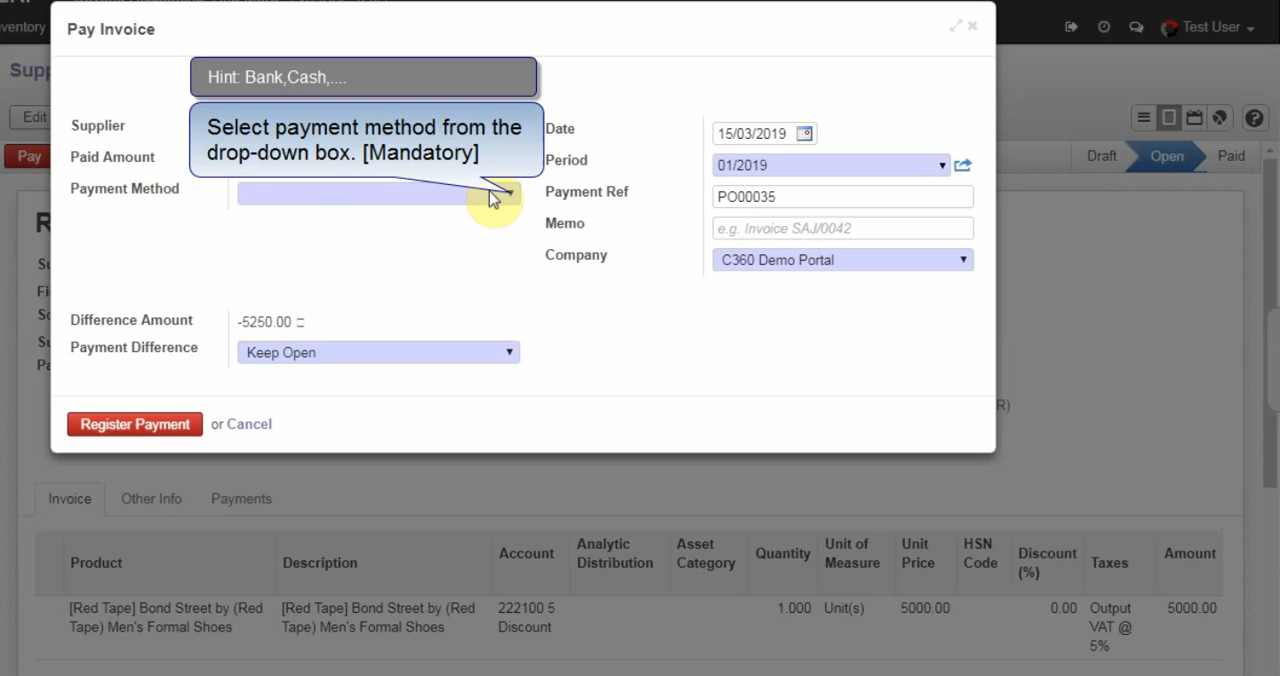 Pay Invoice
Test User
Hint: Bank,Cash,....
Select payment method from the
drop-down box. [Mandatory]
Edit
Supplier
Paid Amount
Payment Method
Date
15/03/2019
Period
01/2019
Payment Ref
PO00035
Memo
e.g. Invoice SAJ/0042
Company
C360 Demo Portal
Pay
Draft
Open
Paid
Difference Amount
-5250.00
Payment Difference
Keep Open
Register Payment or Cancel
R)
Invoice
Other Info
Payments
Product
Description
Account
Analytic
Distribution
Asset
Category
Quantity
Unit of
Measure
Unit
Price
HSN
Code
Discount
(%)
Taxes
Amount
[Red Tape] Bond Street by (Red
Tape) Men's Formal Shoes
[Red Tape] Bond Street by (Red
Tape) Men's Formal Shoes
222100 5
Discount
1.000
Unit(s)
5000.00
0.00
Output
VAT @
5%
5000.00